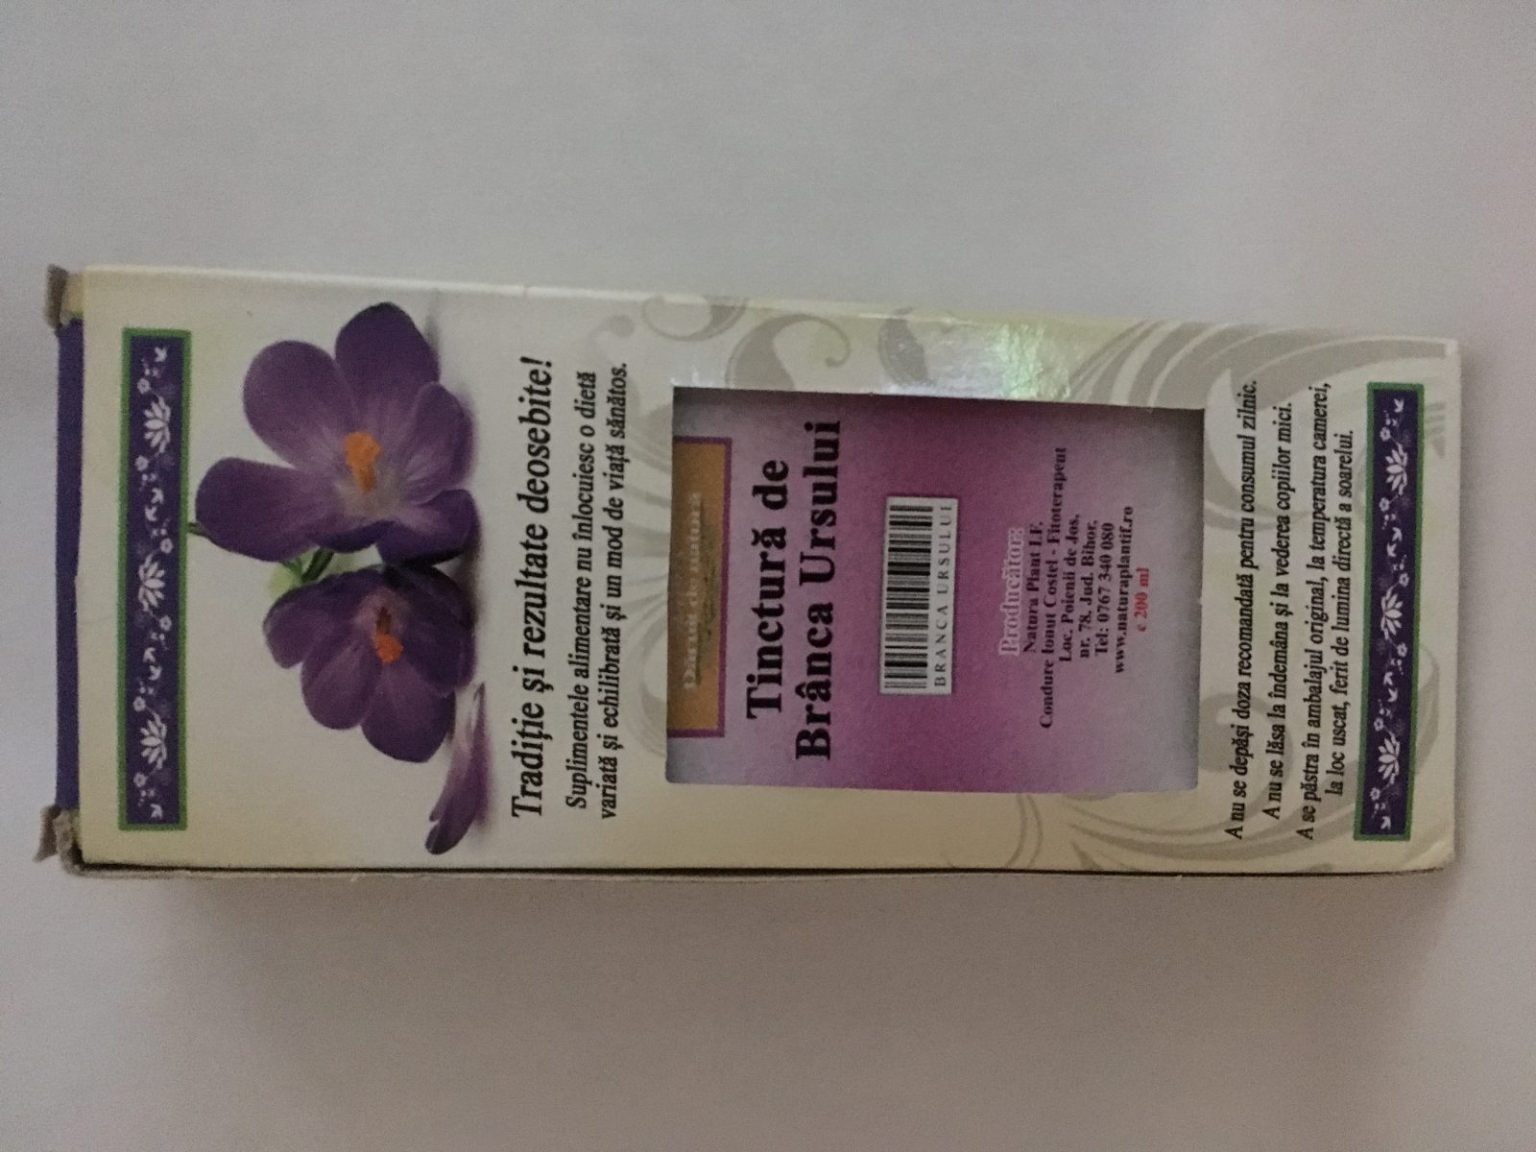 Tradiție și rezultate deosebite!
Suplimentele alimentare nu înlocuiesc o dietă
variată și echilibrată și un mod de viață sănătos.
Tinctură de
Brânca Ursului
BRANCA URSULUI
Producător:
Natura Plant I.F.
Condure Ionut Costel - Fitoterapeut
Loc. Poienii de Jos,
nr. 78, Jud. Bihor,
Tel: 0767 340 080
www.naturaplantif.ro
e 200 ml
A nu se depăși doza recomandată pentru consumul zilnic.
A nu se lăsa la îndemâna și la vederea copiilor mici.
A se păstra în ambalajul original, la temperatura camerei,
la loc uscat, ferit de lumina directă a soarelui.